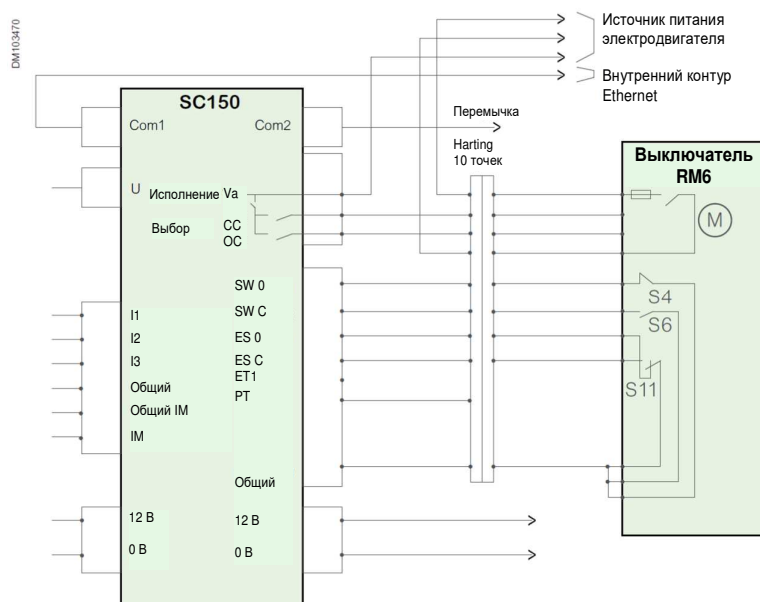 DM103470
Источник питания
электродвигателя
Внутренний контур
Ethernet
SC150
Com1
Com2
Перемычка
Harting
10 точек
Выключатель
RM6
U
Исполнение
Va
Выбор
CC
OC
M
SW 0
SW C
ES 0
ES C
ET1
PT
S4
S6
S11
I1
I2
I3
Общий
Общий IM
IM
Общий
12 В
12 В
0 В
0 В